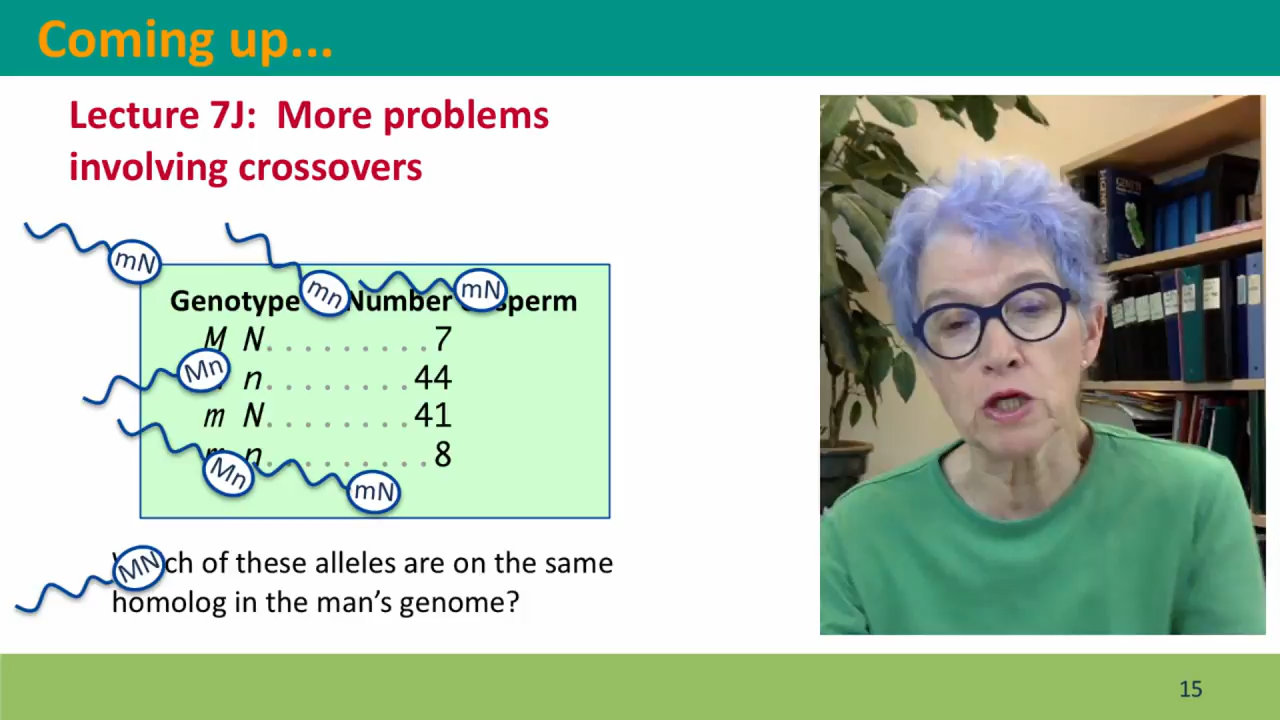 Coming up...
Lecture 7J: More problems
involving crossovers
mN
mn
mN
Genotype Number sperm
M N.........7
Mn
n........44
m N........41
n.........8
Mn
mN
MN
ch of these alleles are on the same
homolog in the man's genome?
15